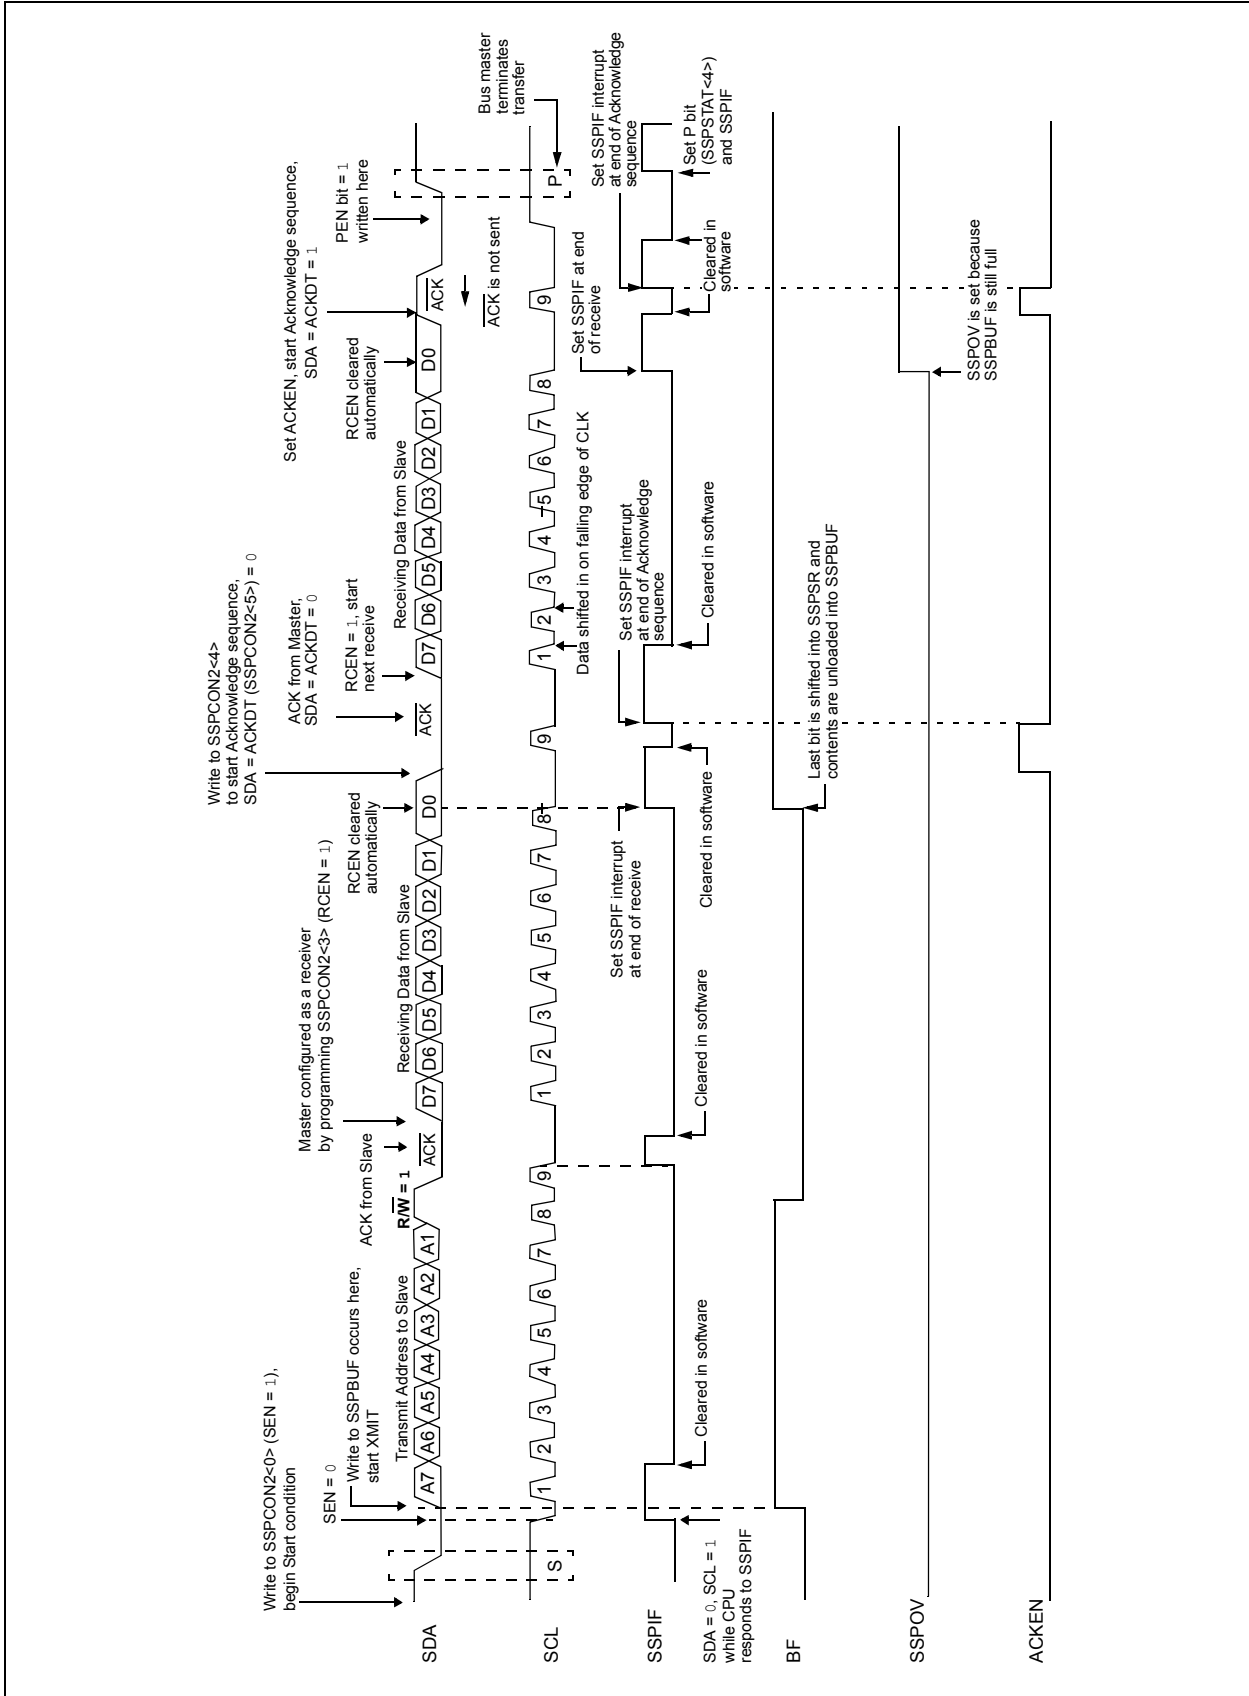 Write to SSPCON2<0> (SEN = 1),
begin Start condition
SEN = 0
Write to SSPBUF occurs here,
start XMIT
ACK from Slave
Master configured as a receiver
by programming SSPCON2<3> (RCEN = 1)
RCEN cleared
automatically
Write to SSPCON2<4>
to start Acknowledge sequence,
SDA = ACKDT (SSPCON2<5>) = 0
ACK from Master,
SDA = ACKDT = 0
RCEN = 1, start
next receive
RCEN cleared
automatically
Set ACKEN, start Acknowledge sequence,
SDA = ACKDT = 1
PEN bit = 1
written here
Transmit Address to Slave
R/W = 1
Receiving Data from Slave
Receiving Data from Slave
SDA
A7 A6 A5 A4 A3 A2 A1
ACK
D7 D6 D5 D4 D3 D2 D1 D0
ACK
D7 D6 D5 D4 D3 D2 D1 D0
ACK
ACK is not sent
Bus master
terminates
transfer
SCL
S
1 2 3 4 5 6 7 8 9
1 2 3 4 5 6 7 8 9
1 2 3 4 5 6 7 8 9
P
Data shifted in on falling edge of CLK
Set SSPIF at end
of receive
Set SSPIF interrupt
at end of Acknowledge
sequence
Set SSPIF interrupt
at end of receive
Set SSPIF interrupt
at end of Acknowledge
sequence
SSPIF
SDA = 0, SCL = 1
while CPU
responds to SSPIF
Cleared in software
Cleared in software
Cleared in software
Cleared in software
Cleared in
software
Set P bit
(SSPSTAT<4>)
and SSPIF
BF
Last bit is shifted into SSPSR and
contents are unloaded into SSPBUF
SSPOV
SSPOV is set because
SSPBUF is still full
ACKEN